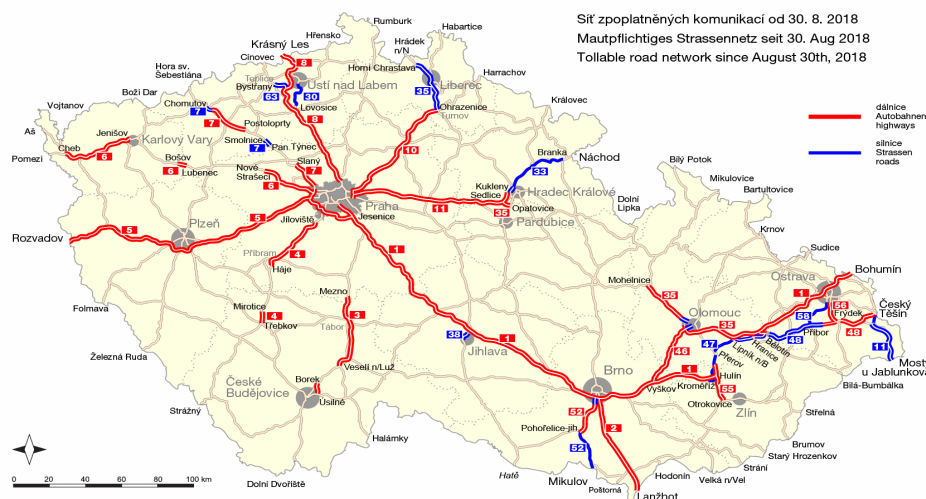 Síť zpoplatněných komunikací od 30. 8. 2018
Mautpflichtiges Strassennetz seit 30. Aug 2018
Tollable road network since August 30th, 2018
dálnice
Autobahnen
highways
silnice
Strassen
roads
Rumburk
Hřensko
Habartice
Hrádek
n/N
Krásný Les
Cínovec
8
Horní Chrastava
Hora sv.
Šebestiána
Teplice
Bystřany
Ústí nad Labem
35
Liberec
Harrachov
63
30
Boží Dar
Chomutov
Lovosice
Ohrazenice
Turnov
Vojtanov
7
7
Postoloprty
8
Královec
Aš
Jenišov
Karlovy Vary
Smolnice
7
Pan.Týnec
10
Branka
Náchod
Pomezí
Cheb
6
Bošov
6
Lubenec
Nové
Strašecí
Slaný
7
6
33
Bílý Potok
Kukleny
Sedlice
Hradec Králové
Mikulovice
Praha
11
35
Opatovice
Dolní
Lipka
Bartultovice
Plzeň
5
Jíloviště
Jesenice
Pardubice
Krnov
Rozvadov
5
1
Příbram
4
Háje
Sudice
Mohelnice
Ostrava
1
Bohumín
Mezno
35
Folmava
Mirotice
4
Třebkov
3
Tábor
Olomouc
58
56
Český
Těšín
38
1
35
Frýdek
48
Jihlava
47
Bělotín
Hranice
48
Příbor
11
Železná Ruda
Veselí n/Luž
46
Lipník n/B
Přerov
Mosty
u Jablunkova
Borek
Brno
1
Hulín
Bílá-Bumbálka
České
Budějovice
Úsilné
Vyškov
Kroměříž
55
Otrokovice
Zlín
Strážný
52
2
Střelná
Halámky
Pohořelice-jih
52
Brumov
Starý Hrozenkov
Strání
Hatě
Mikulov
Hodonín
Velká n/Vel
Poštorná
Lanžhot
Dolní Dvořiště
0 20 40 60 80 100 km